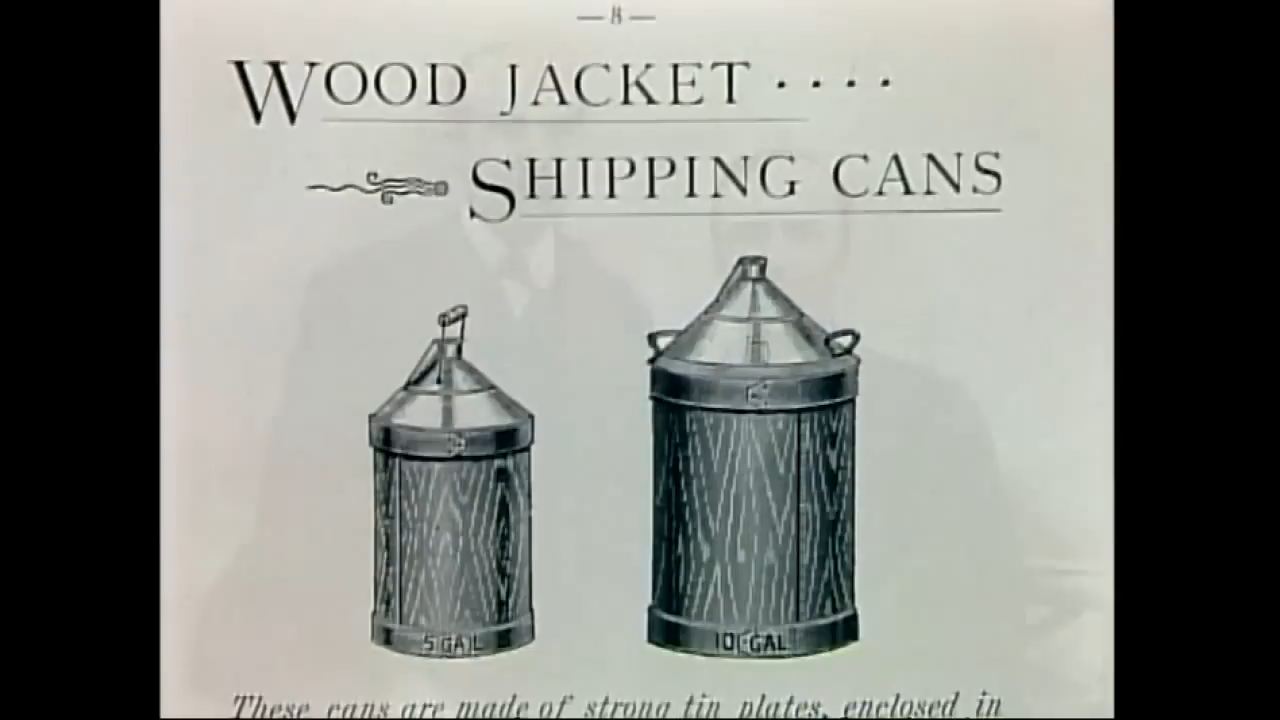 —8—
WOOD JACKET ....
SHIPPING CANS
5 GAL
10 GAL
These cans are made of strong tin plates, enclosed in